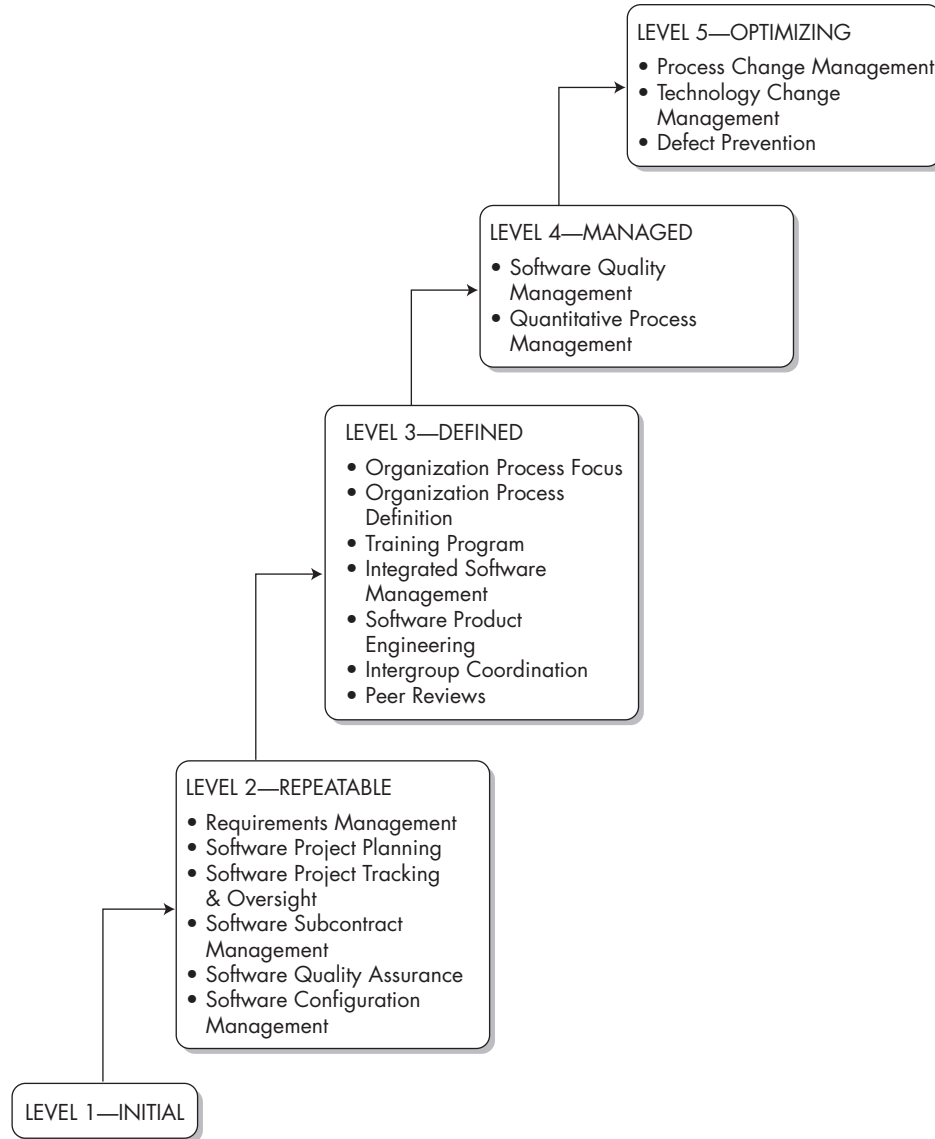 LEVEL 5—OPTIMIZING
• Process Change Management
• Technology Change
Management
• Defect Prevention
LEVEL 4—MANAGED
• Software Quality
Management
• Quantitative Process
Management
LEVEL 3—DEFINED
• Organization Process Focus
• Organization Process
Definition
• Training Program
• Integrated Software
Management
• Software Product
Engineering
• Intergroup Coordination
• Peer Reviews
LEVEL 2—REPEATABLE
• Requirements Management
• Software Project Planning
• Software Project Tracking
& Oversight
• Software Subcontract
Management
• Software Quality Assurance
• Software Configuration
Management
LEVEL 1—INITIAL